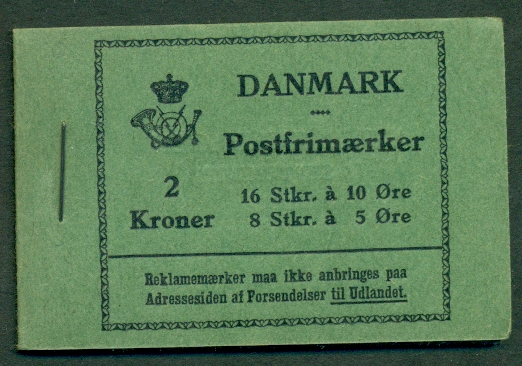 DANMARK
Postfrimærker
2
Kroner
16 Stkr. à 10 Øre
8 Stkr. à 5 Øre
Reklamemærker maa ikke anbringes paa
Adressesiden af Forsendelser til Udlandet.